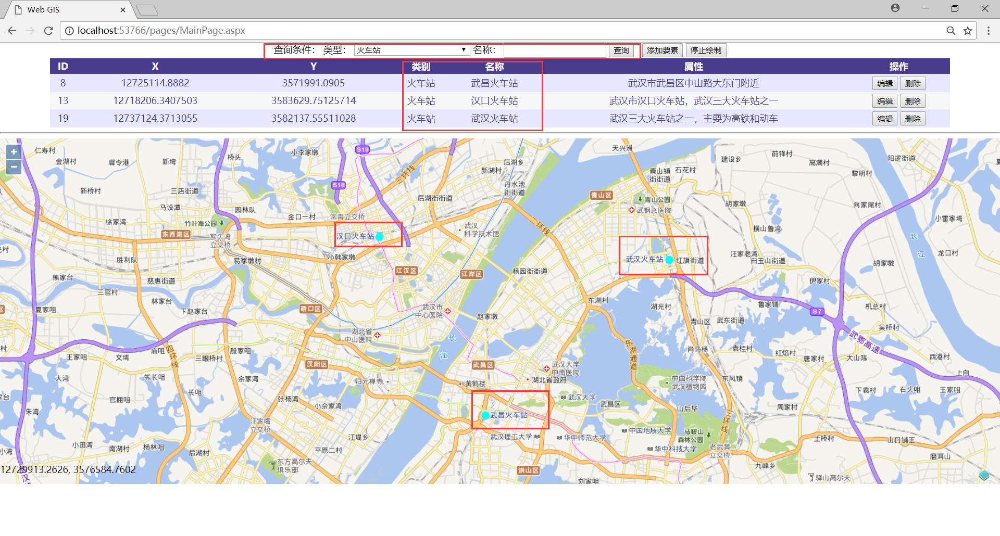 Web GIS
localhost:53766/pages/MainPage.aspx
查询条件： 类型： 火车站 名称： 查询 添加要素 停止绘制
ID X Y 类别 名称 属性 操作
8 12725114.8882 3571991.0905 火车站 武昌火车站 武汉市武昌区中山路大东门附近 编辑 删除
13 12718206.3407503 3583629.75125714 火车站 汉口火车站 武汉市汉口火车站，武汉三大火车站之一 编辑 删除
19 12737124.3713055 3582137.55511028 火车站 武汉火车站 武汉三大火车站之一，主要为高铁和动车 编辑 删除
+
−
仁寿村
金湖村
墀令港
新塆
桥头
小李家墩
S19
后湖乡
新湖村
三环线
天兴洲
建设乡
前锋村
高潮村
阳逻街道
黎明村
青山镇
街街道
石花村
S18
丹水池
街街道
新桥村
三店街道
马设潭
园林队
后湖街街道
青山区
青山公园
武钢总医院
胡家墩
向家尾村
小雷家塆
徐家湾
竹叶海公园
金口一村
常青立交桥
东西湖区
额头湾
立交桥
汉口火车站
武汉
科学技术馆
二环线
横山鲁湾
长
江
胜利队
易家墩村
小韩家墩
江汉区
江岸区
杨园街街道
武汉火车站
红旗街道
汪家老湾
白玉山街道
胡家墩
龙口村
熊家台
慈惠街道
三官村
林家台
下赵家台
夏家咀
硚口区
武汉市
中心医院
赵家墩
东湖村
湖光村
伊家村
鲁家铺
S7
机总村
吴桥村
武东街道
青山区
武鄂高速
湖北省
中山医院
长
江
四环线
庙咀
殷家咀
三眼桥村
王家咀
文塆
汉阳区
武昌区
武汉大学
中南医院
湖北省政府
东湖通道
肖马杨
袁桂村
红焰村
唐家村
大山陈
西港村
上向
大湾
熊长咀
余家湾
归元禅寺
黄鹤楼
中国科学院
武汉植物园
东风镇
下袁村
石头咀
王家咀
长咀
官棚咀
张杨湾
小余家湾
武汉大学
武昌区
山后毕
周家村
朱湾
汪家嘴
立交桥
武昌火车站
三环线
江堤乡
武汉理工大学
华中师范大学
中国地质大学
马鞍山
森林公园
土桥村
山口铺王
小湾
小田湾
南湖村
杨林咀
后湖村
平原二村
华中科技大学
老武黄
立交桥
磨耳山
东方高尔夫
俱乐部
洪山区
九峰乡
驿山高尔夫
刘家咀
12729913.2626, 3576584.7602